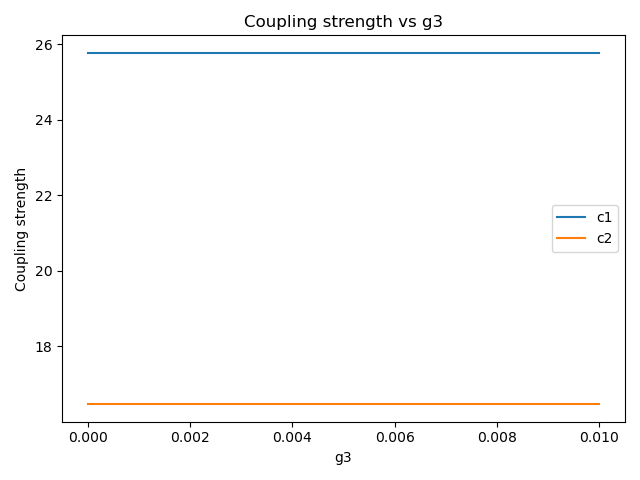 Coupling strength vs g3
26
24
22
20
18
Coupling strength
c1
c2
0.000 0.002 0.004 0.006 0.008 0.010
g3